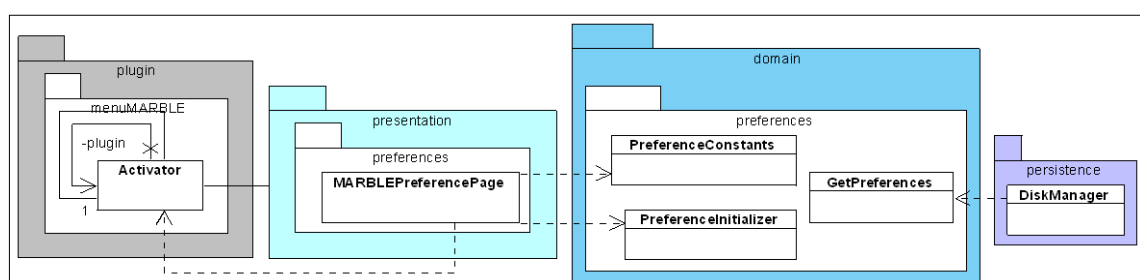 plugin
menuMARBLE
-plugin
Activator
1
presentation
preferences
MARBLEPreferencePage
domain
preferences
PreferenceConstants
GetPreferences
PreferenceInitializer
persistence
DiskManager